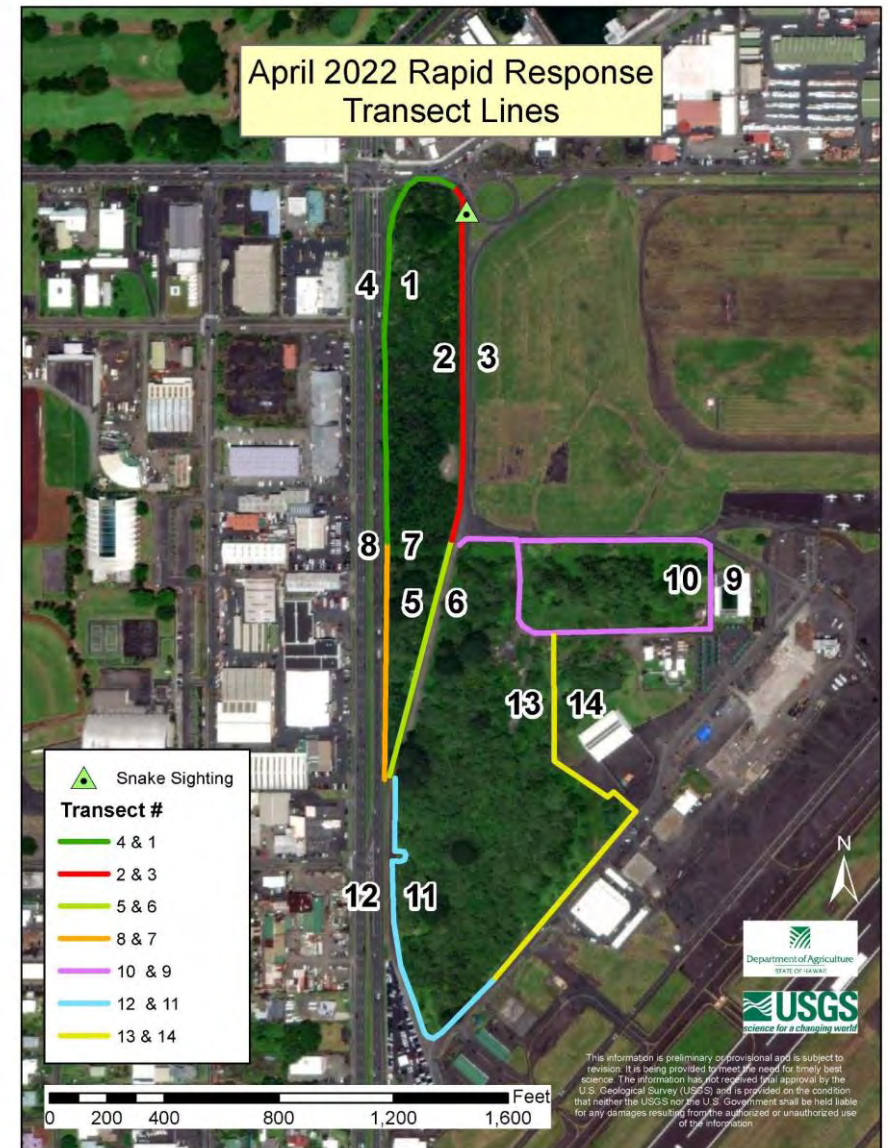 April 2022 Rapid Response
Transect Lines
4 1
2 3
8 7
5 6
10 9
13 14
12 11
Snake Sighting
Transect #
4 & 1
2 & 3
5 & 6
8 & 7
10 & 9
12 & 11
13 & 14
N
Department of Agriculture
STATE OF HAWAII
USGS
science for a changing world
This information is preliminary or provisional and is subject to
revision. It is being provided to meet the need for timely best
science. The information has not received final approval by the
U.S. Geological Survey (USGS) and is provided on the condition
that neither the USGS nor the U.S. Government shall be held liable
for any damages resulting from the authorized or unauthorized use
of the information
Feet
0 200 400 800 1,200 1,600